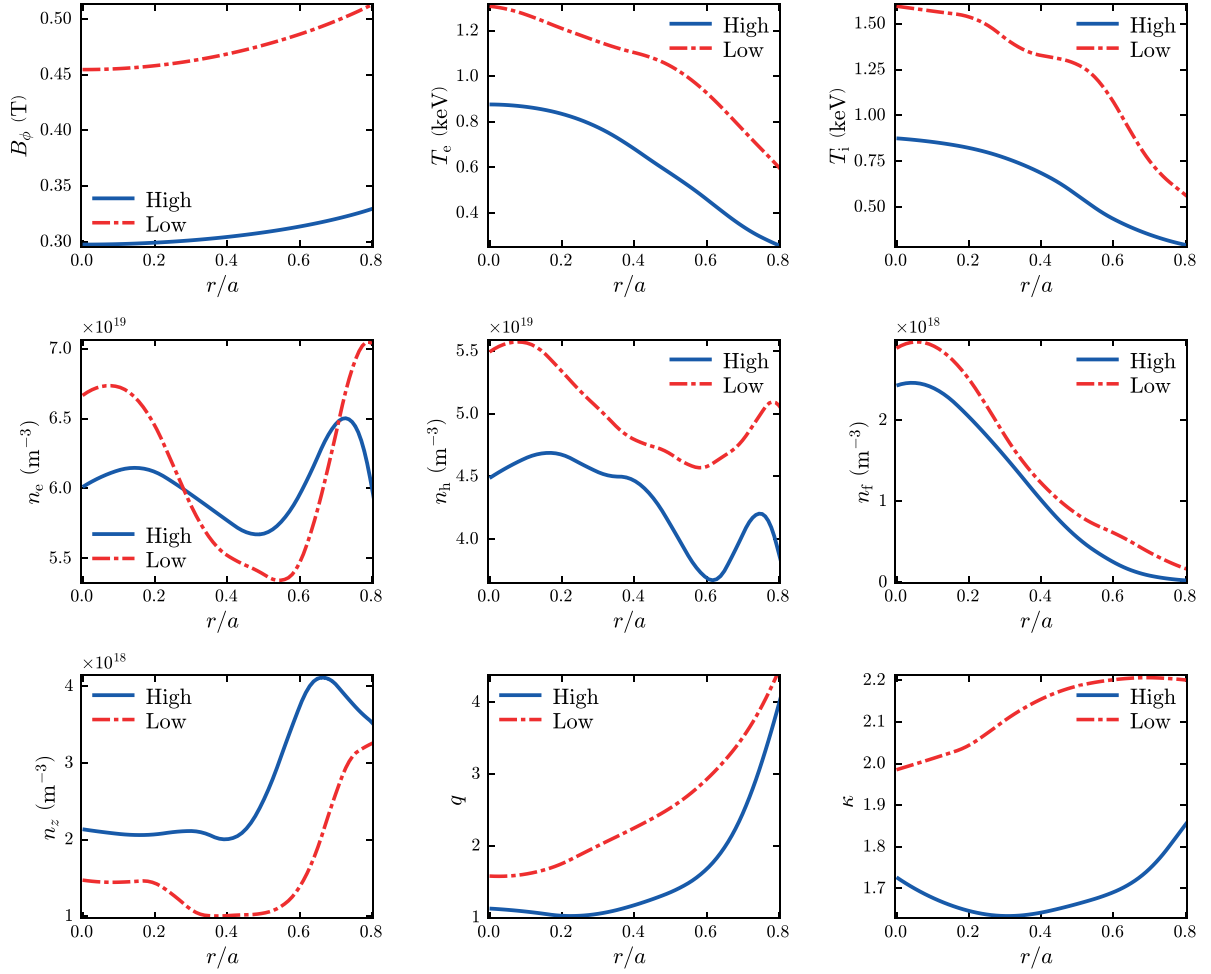 0.50
0.45
0.40
0.35
0.30
B_ϕ (T)
High
Low
0.0 0.2 0.4 0.6 0.8
r/a
1.2
1.0
0.8
0.6
0.4
T_e (keV)
High
Low
0.0 0.2 0.4 0.6 0.8
r/a
1.50
1.25
1.00
0.75
0.50
T_i (keV)
High
Low
0.0 0.2 0.4 0.6 0.8
r/a
×10^19
7.0
6.5
6.0
5.5
n_e (m^−3)
High
Low
0.0 0.2 0.4 0.6 0.8
r/a
×10^19
5.5
5.0
4.5
4.0
n_h (m^−3)
High
Low
0.0 0.2 0.4 0.6 0.8
r/a
×10^18
2
1
0
n_f (m^−3)
High
Low
0.0 0.2 0.4 0.6 0.8
r/a
×10^18
4
3
2
1
n_z (m^−3)
High
Low
0.0 0.2 0.4 0.6 0.8
r/a
4
3
2
1
q
High
Low
0.0 0.2 0.4 0.6 0.8
r/a
2.2
2.1
2.0
1.9
1.8
1.7
κ
High
Low
0.0 0.2 0.4 0.6 0.8
r/a